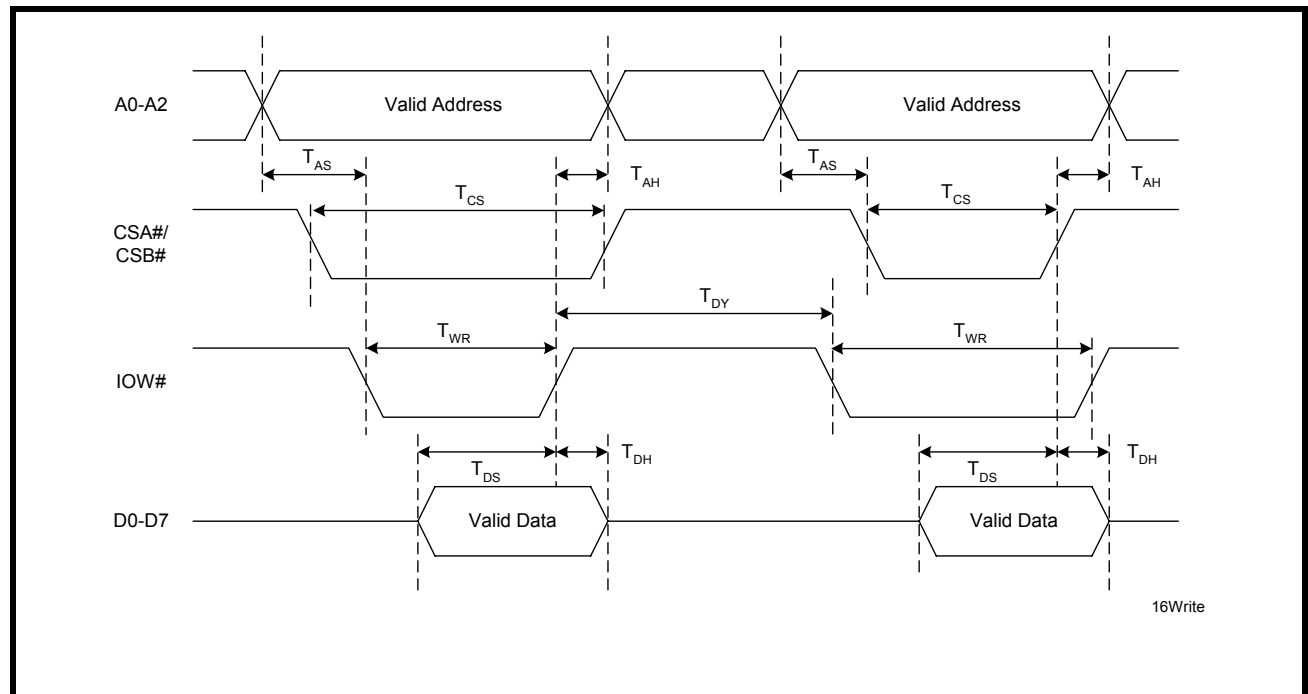 A0-A2
Valid Address
Valid Address
TAS
TAH
TAS
TAH
TCS
TCS
CSA#/
CSB#
TDY
TWR
TWR
IOW#
TDS
TDH
TDS
TDH
D0-D7
Valid Data
Valid Data
16Write